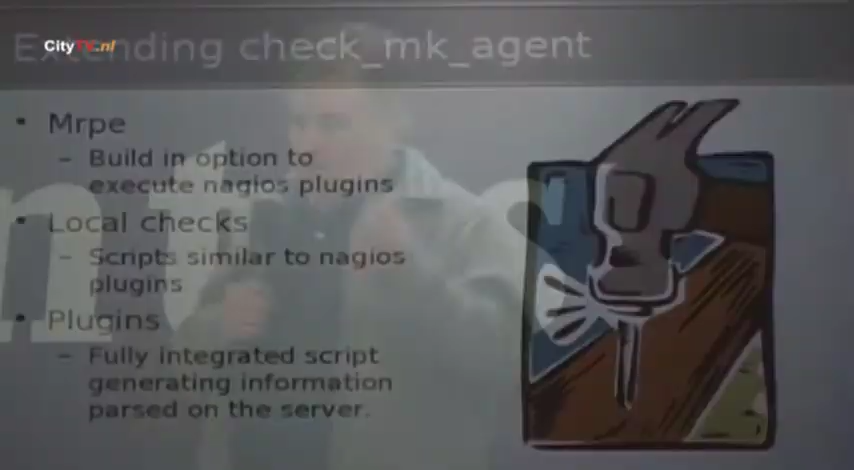 Extending check_mk_agent
CityTV.nl
• Mrpe
– Build in option to
execute nagios plugins
• Local checks
– Scripts similar to nagios
plugins
• Plugins
– Fully integrated script
generating information
parsed on the server.